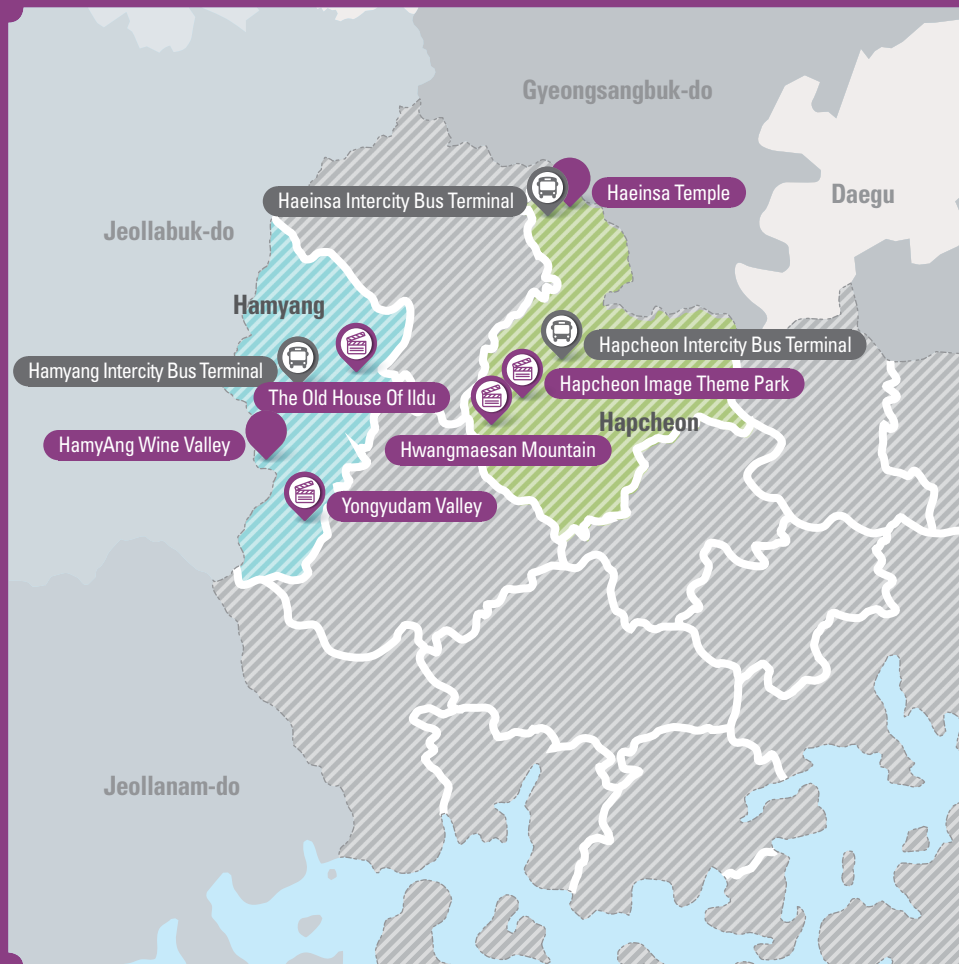 Gyeongsangbuk-do
Haeinsa Intercity Bus Terminal
Haeinsa Temple
Daegu
Jeollabuk-do
Hamyang
Hapcheon Intercity Bus Terminal
Hamyang Intercity Bus Terminal
The Old House Of Ildu
Hapcheon Image Theme Park
Hapcheon
HamyAng Wine Valley
Hwangmaesan Mountain
Yongyudam Valley
Jeollanam-do